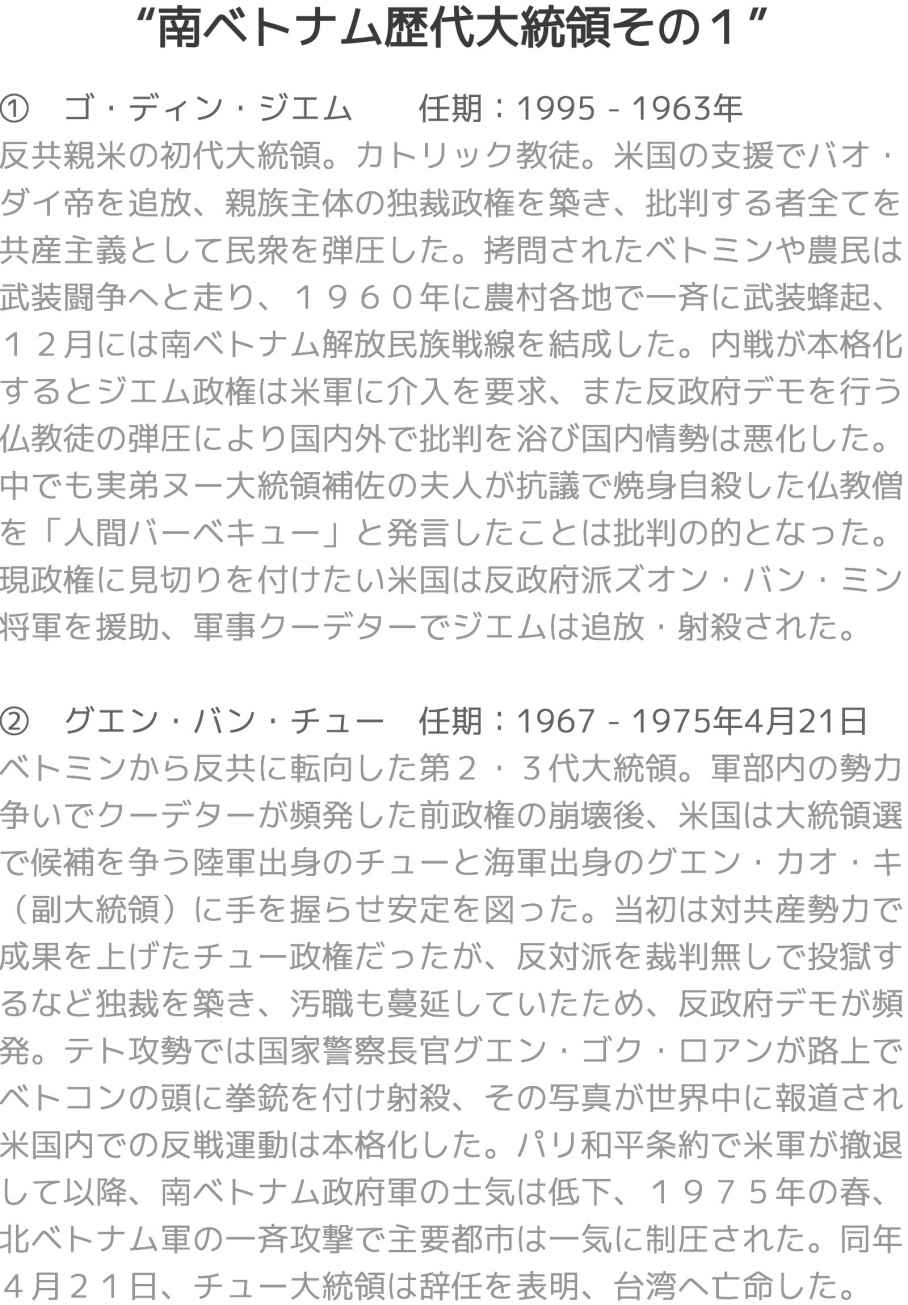 “南ベトナム歴代大統領その１”
①　ゴ・ディン・ジエム　　任期：1995 - 1963年
反共親米の初代大統領。カトリック教徒。米国の支援でバオ・
ダイ帝を追放、親族主体の独裁政権を築き、批判する者全てを
共産主義として民衆を弾圧した。拷問されたベトミンや農民は
武装闘争へと走り、１９６０年に農村各地で一斉に武装蜂起、
１２月には南ベトナム解放民族戦線を結成した。内戦が本格化
するとジエム政権は米軍に介入を要求、また反政府デモを行う
仏教徒の弾圧により国内外で批判を浴び国内情勢は悪化した。
中でも実弟ヌー大統領補佐の夫人が抗議で焼身自殺した仏教僧
を「人間バーベキュー」と発言したことは批判の的となった。
現政権に見切りを付けたい米国は反政府派ズオン・バン・ミン
将軍を援助、軍事クーデターでジエムは追放・射殺された。
②　グエン・バン・チュー　任期：1967 - 1975年4月21日
ベトミンから反共に転向した第２・３代大統領。軍部内の勢力
争いでクーデターが頻発した前政権の崩壊後、米国は大統領選
で候補を争う陸軍出身のチューと海軍出身のグエン・カオ・キ
（副大統領）に手を握らせ安定を図った。当初は対共産勢力で
成果を上げたチュー政権だったが、反対派を裁判無しで投獄す
るなど独裁を築き、汚職も蔓延していたため、反政府デモが頻
発。テト攻勢では国家警察長官グエン・ゴク・ロアンが路上で
ベトコンの頭に拳銃を付け射殺、その写真が世界中に報道され
米国内での反戦運動は本格化した。パリ和平条約で米軍が撤退
して以降、南ベトナム政府軍の士気は低下、１９７５年の春、
北ベトナム軍の一斉攻撃で主要都市は一気に制圧された。同年
４月２１日、チュー大統領は辞任を表明、台湾へ亡命した。